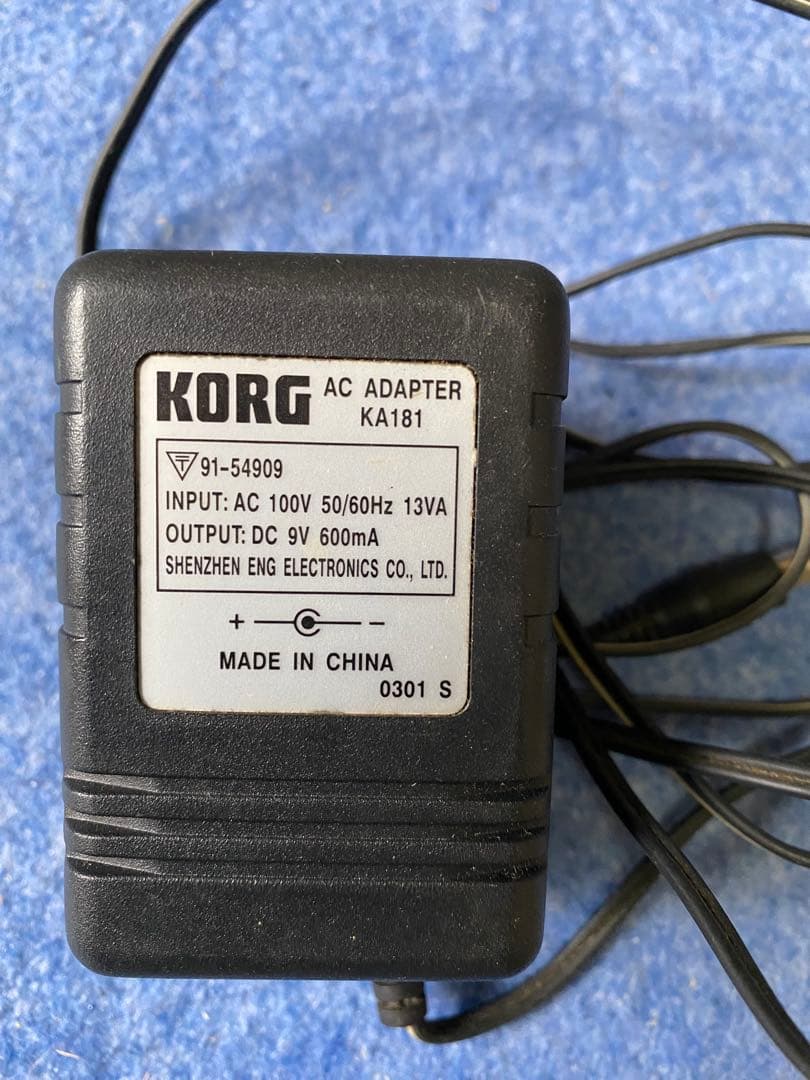 KORG AC ADAPTER
KA181
91-54909
INPUT: AC 100V 50/60Hz 13VA
OUTPUT: DC 9V 600mA
SHENZHEN ENG ELECTRONICS CO., LTD.
+ -
MADE IN CHINA
0301 S